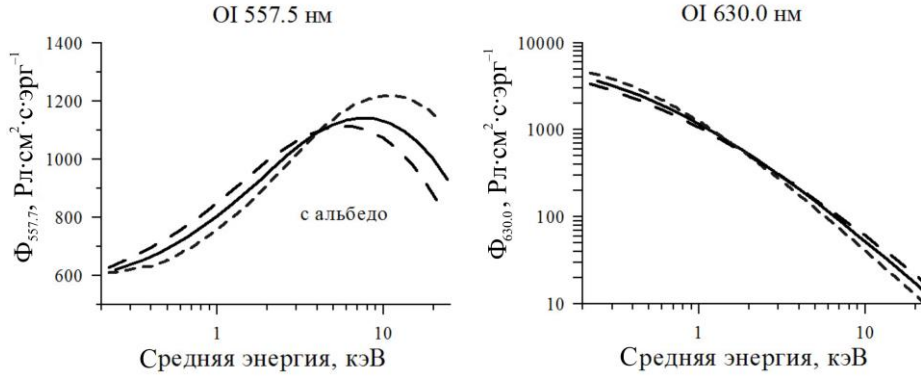 OI 557.5 нм
Φ557.7, Рл·см²·с·эрг⁻¹
1400
1200
1000
800
600
с альбедо
1
10
Средняя энергия, кэВ
OI 630.0 нм
Φ630.0, Рл·см²·с·эрг⁻¹
10000
1000
100
10
1
10
Средняя энергия, кэВ